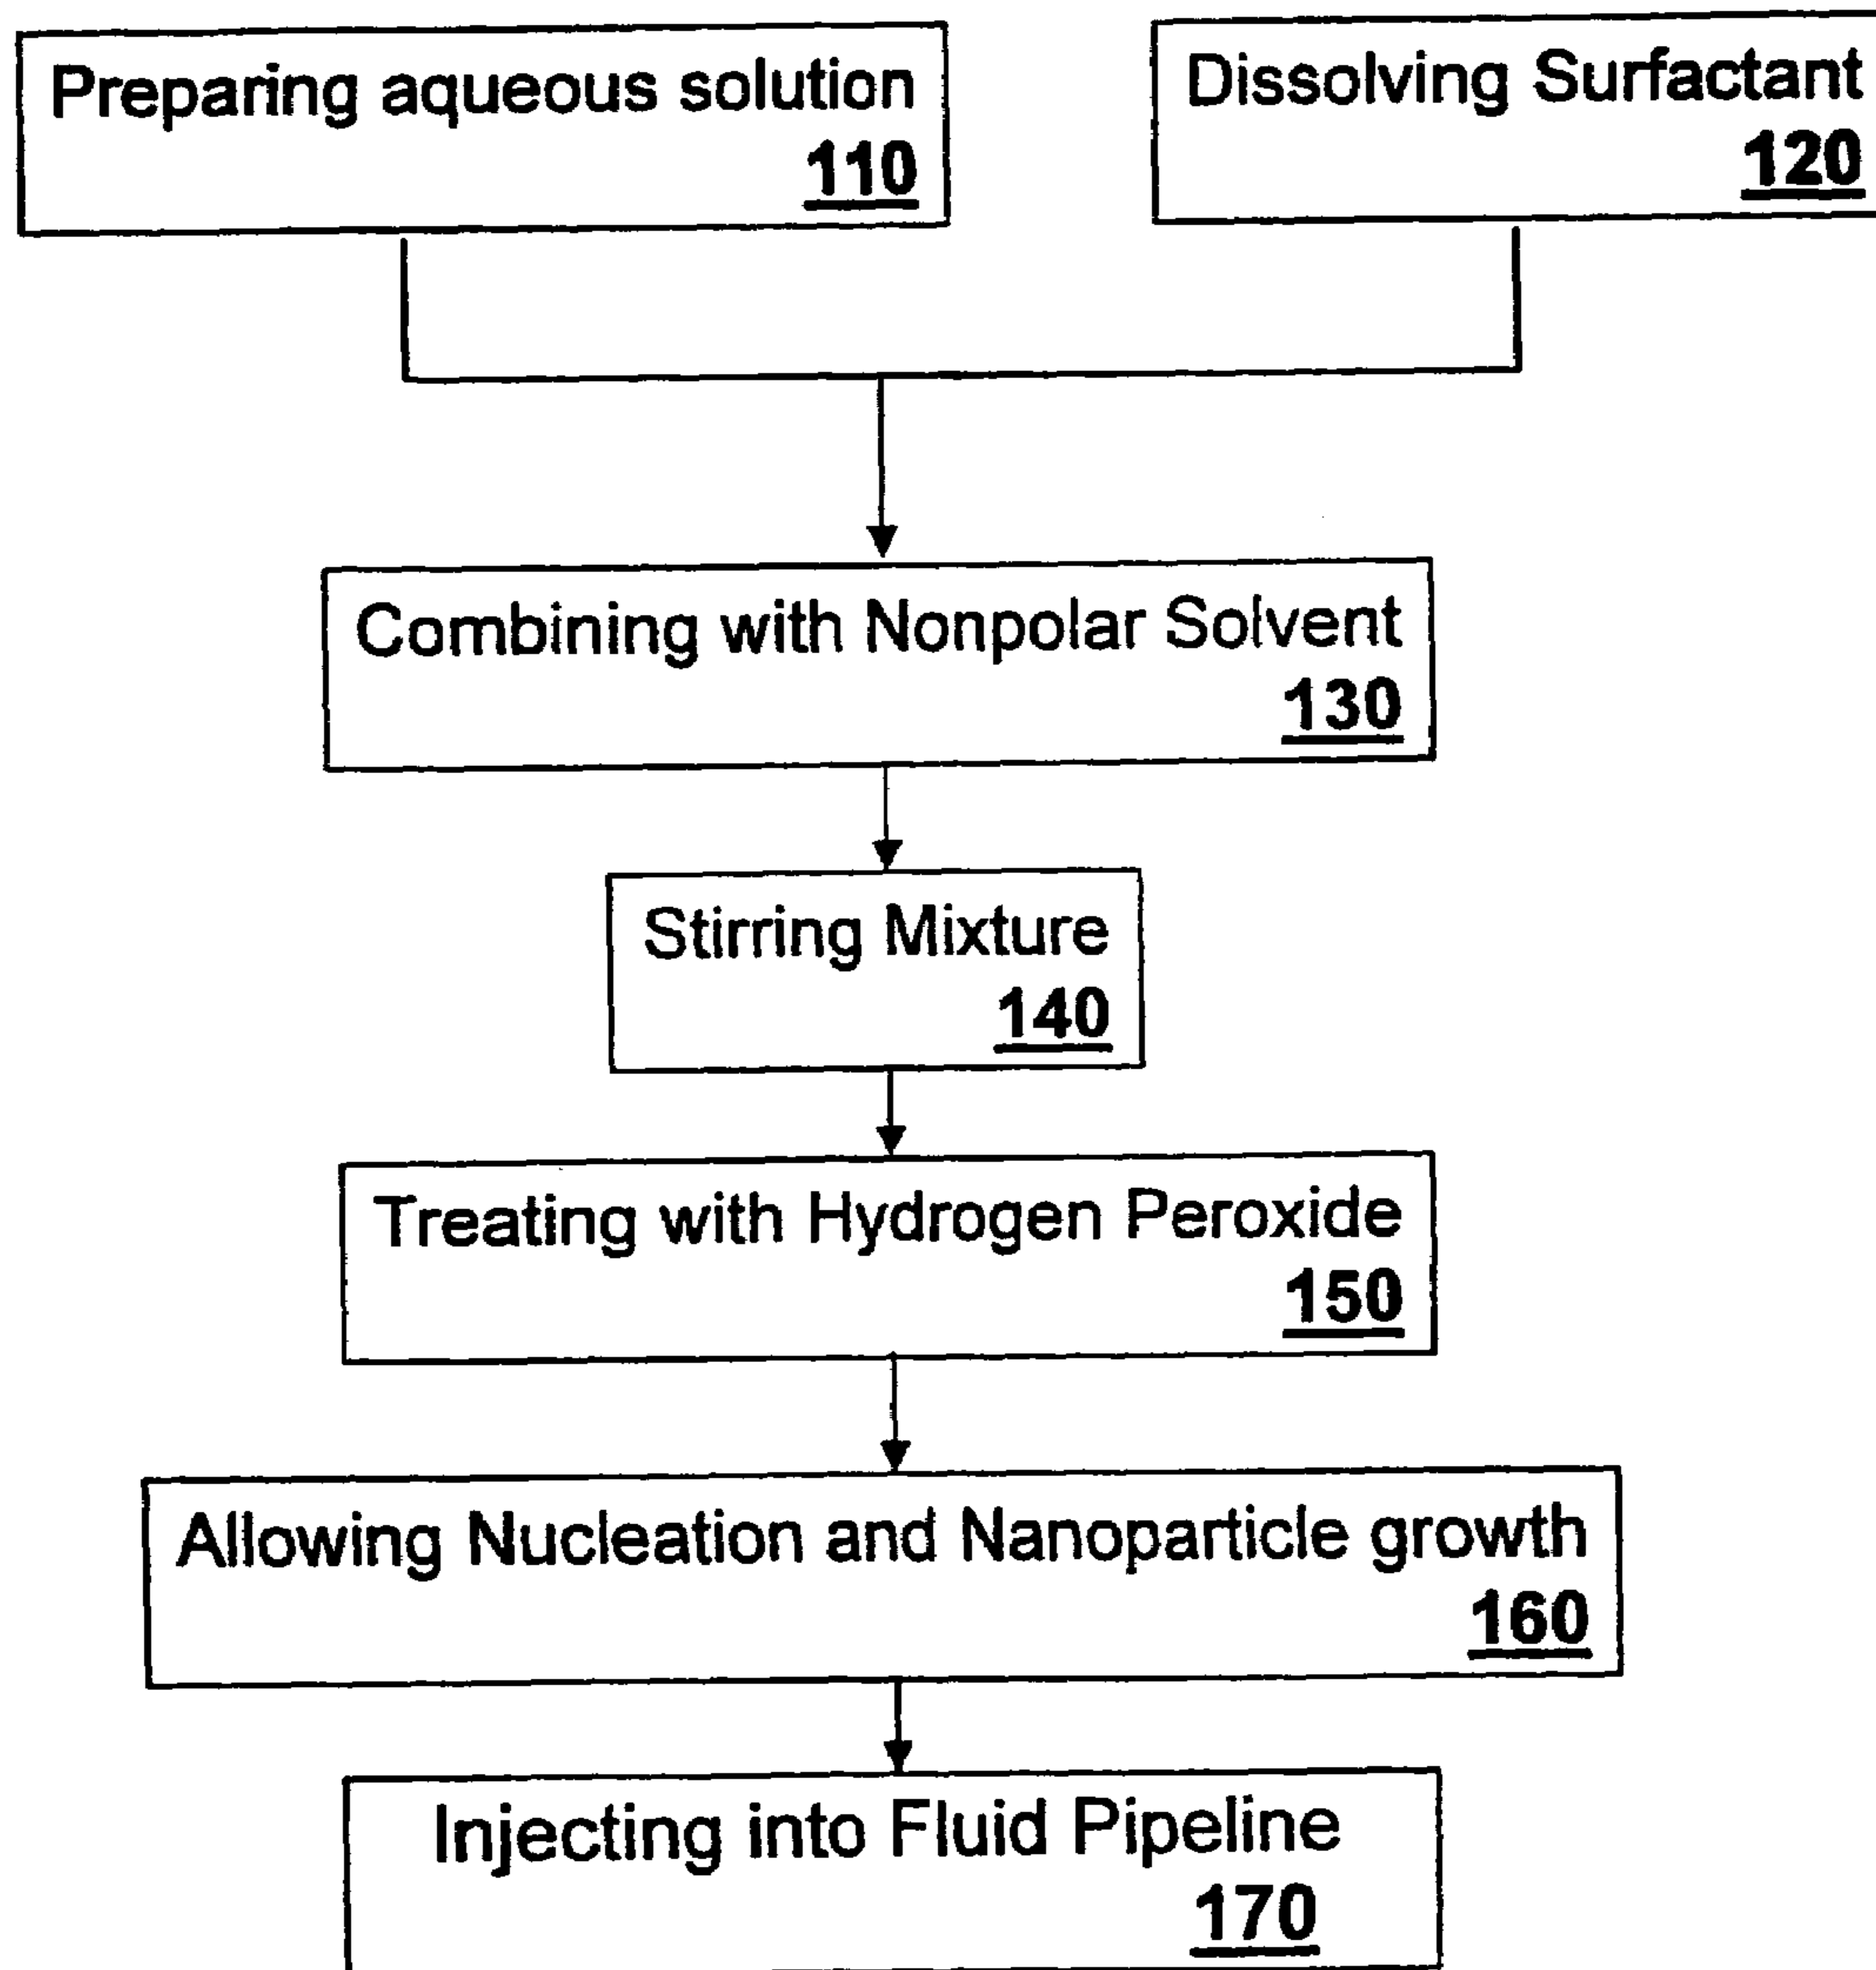 Preparing aqueous solution
110
Dissolving Surfactant
120
Combining with Nonpolar Solvent
130
Stirring Mixture
140
Treating with Hydrogen Peroxide
150
Allowing Nucleation and Nanoparticle growth
160
Injecting into Fluid Pipeline
170